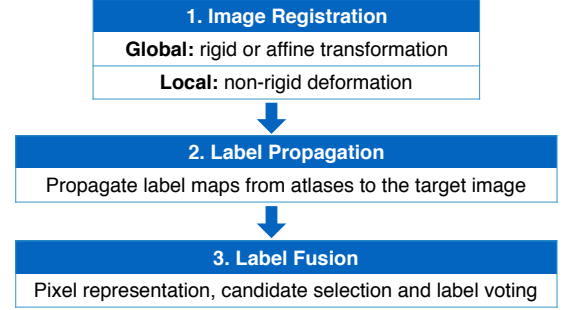 1. Image Registration
Global: rigid or affine transformation
Local: non-rigid deformation
2. Label Propagation
Propagate label maps from atlases to the target image
3. Label Fusion
Pixel representation, candidate selection and label voting